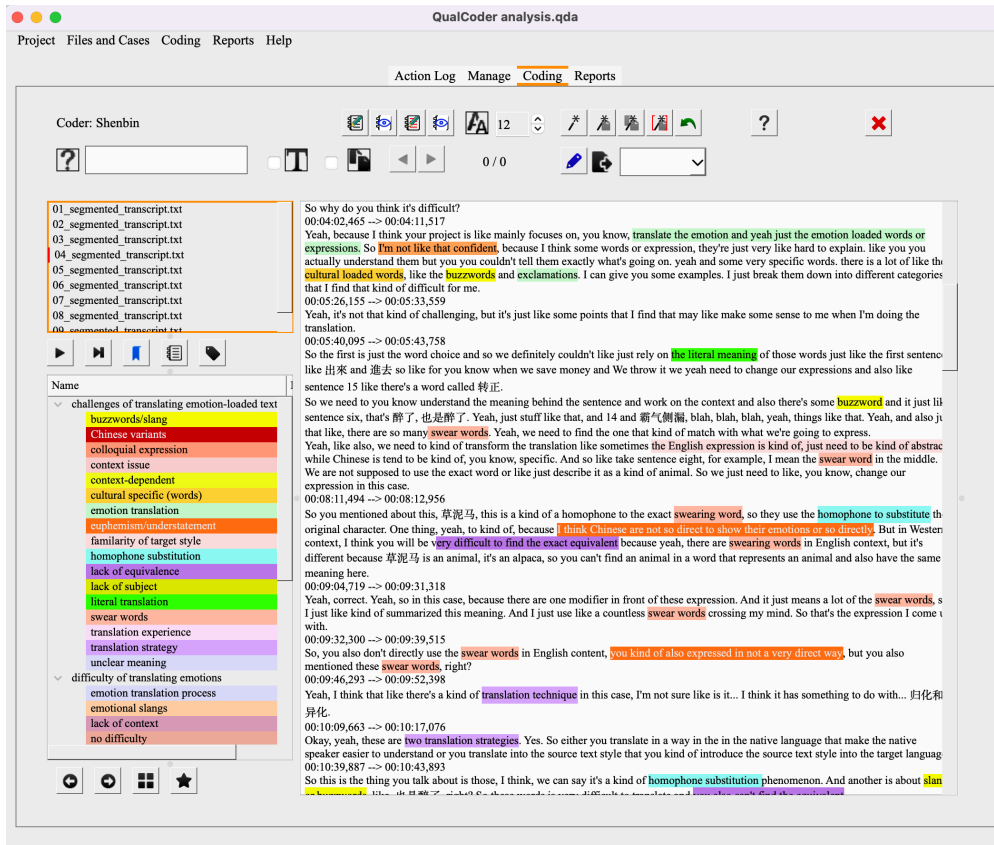 QualCoder analysis.qda
Project Files and Cases Coding Reports Help
Action Log Manage Coding Reports
Coder: Shenbin
12
?
?
T
0 / 0
01_segmented_transcript.txt
02_segmented_transcript.txt
03_segmented_transcript.txt
04_segmented_transcript.txt
05_segmented_transcript.txt
06_segmented_transcript.txt
07_segmented_transcript.txt
08_segmented_transcript.txt
09_segmented_transcript.txt
Name
challenges of translating emotion-loaded text
buzzwords/slang
Chinese variants
colloquial expression
context issue
context-dependent
cultural specific (words)
emotion translation
euphemism/understatement
familarity of target style
homophone substitution
lack of equivalence
lack of subject
literal translation
swear words
translation experience
translation strategy
unclear meaning
difficulty of translating emotions
emotion translation process
emotional slangs
lack of context
no difficulty
So why do you think it's difficult?
00:04:02,465 --> 00:04:11,517
Yeah, because I think your project is like mainly focuses on, you know, translate the emotion and yeah just the emotion loaded words or
expressions. So I'm not like that confident, because I think some words or expression, they're just very like hard to explain. like you you
actually understand them but you you couldn't tell them exactly what's going on. yeah and some very specific words. there is a lot of like the
cultural loaded words, like the buzzwords and exclamations. I can give you some examples. I just break them down into different categories
that I find that kind of difficult for me.
00:05:26,155 --> 00:05:33,559
Yeah, it's not that kind of challenging, but it's just like some points that I find that may like make some sense to me when I'm doing the
translation.
00:05:40,095 --> 00:05:43,758
So the first is just the word choice and so we definitely couldn't like just rely on the literal meaning of those words just like the first sentence
like 出來 and 進去 so like for you know when we save money and We throw it we yeah need to change our expressions and also like
sentence 15 like there's a word called 转正.
So we need to you know understand the meaning behind the sentence and work on the context and also there's some buzzword and it just lik
sentence six, that's 醉了, 也是醉了. Yeah, just stuff like that, and 14 and 霸气侧漏, blah, blah, blah, yeah, things like that. Yeah, and also ju
that like, there are so many swear words. Yeah, we need to find the one that kind of match with what we're going to express.
Yeah, like also, we need to kind of transform the translation like sometimes the English expression is kind of, just need to be kind of abstrac
while Chinese is tend to be kind of, you know, specific. And so like take sentence eight, for example, I mean the swear word in the middle.
We are not supposed to use the exact word or like just describe it as a kind of animal. So we just need to like, you know, change our
expression in this case.
00:08:11,494 --> 00:08:12,956
So you mentioned about this, 草泥马, this is a kind of a homophone to the exact swearing word, so they use the homophone to substitute th
original character. One thing, yeah, to kind of, because I think Chinese are not so direct to show their emotions or so directly. But in Western
context, I think you will be very difficult to find the exact equivalent because yeah, there are swearing words in English context, but it's
different because 草泥马 is an animal, it's an alpaca, so you can't find an animal in a word that represents an animal and also have the same
meaning here.
00:09:04,719 --> 00:09:31,318
Yeah, correct. Yeah, so in this case, because there are one modifier in front of these expression. And it just means a lot of the swear words, s
I just like kind of summarized this meaning. And I just use like a countless swear words crossing my mind. So that's the expression I come u
with.
00:09:32,300 --> 00:09:39,515
So, you also don't directly use the swear words in English content, you kind of also expressed in not a very direct way, but you also
mentioned these swear words, right?
00:09:46,293 --> 00:09:52,398
Yeah, I think that like there's a kind of translation technique in this case, I'm not sure like is it... I think it has something to do with... 归化和
异化.
00:10:09,663 --> 00:10:17,076
Okay, yeah, these are two translation strategies. Yes. So either you translate in a way in the in the native language that make the native
speaker easier to understand or you translate into the source text style that you kind of introduce the source text style into the target languag
00:10:39,887 --> 00:10:43,893
So this is the thing you talk about is those, I think, we can say it's a kind of homophone substitution phenomenon. And another is about slan
or buzzwords, like, 也是醉了, right? So these words is very difficult to translate and you also can't find the equivalent